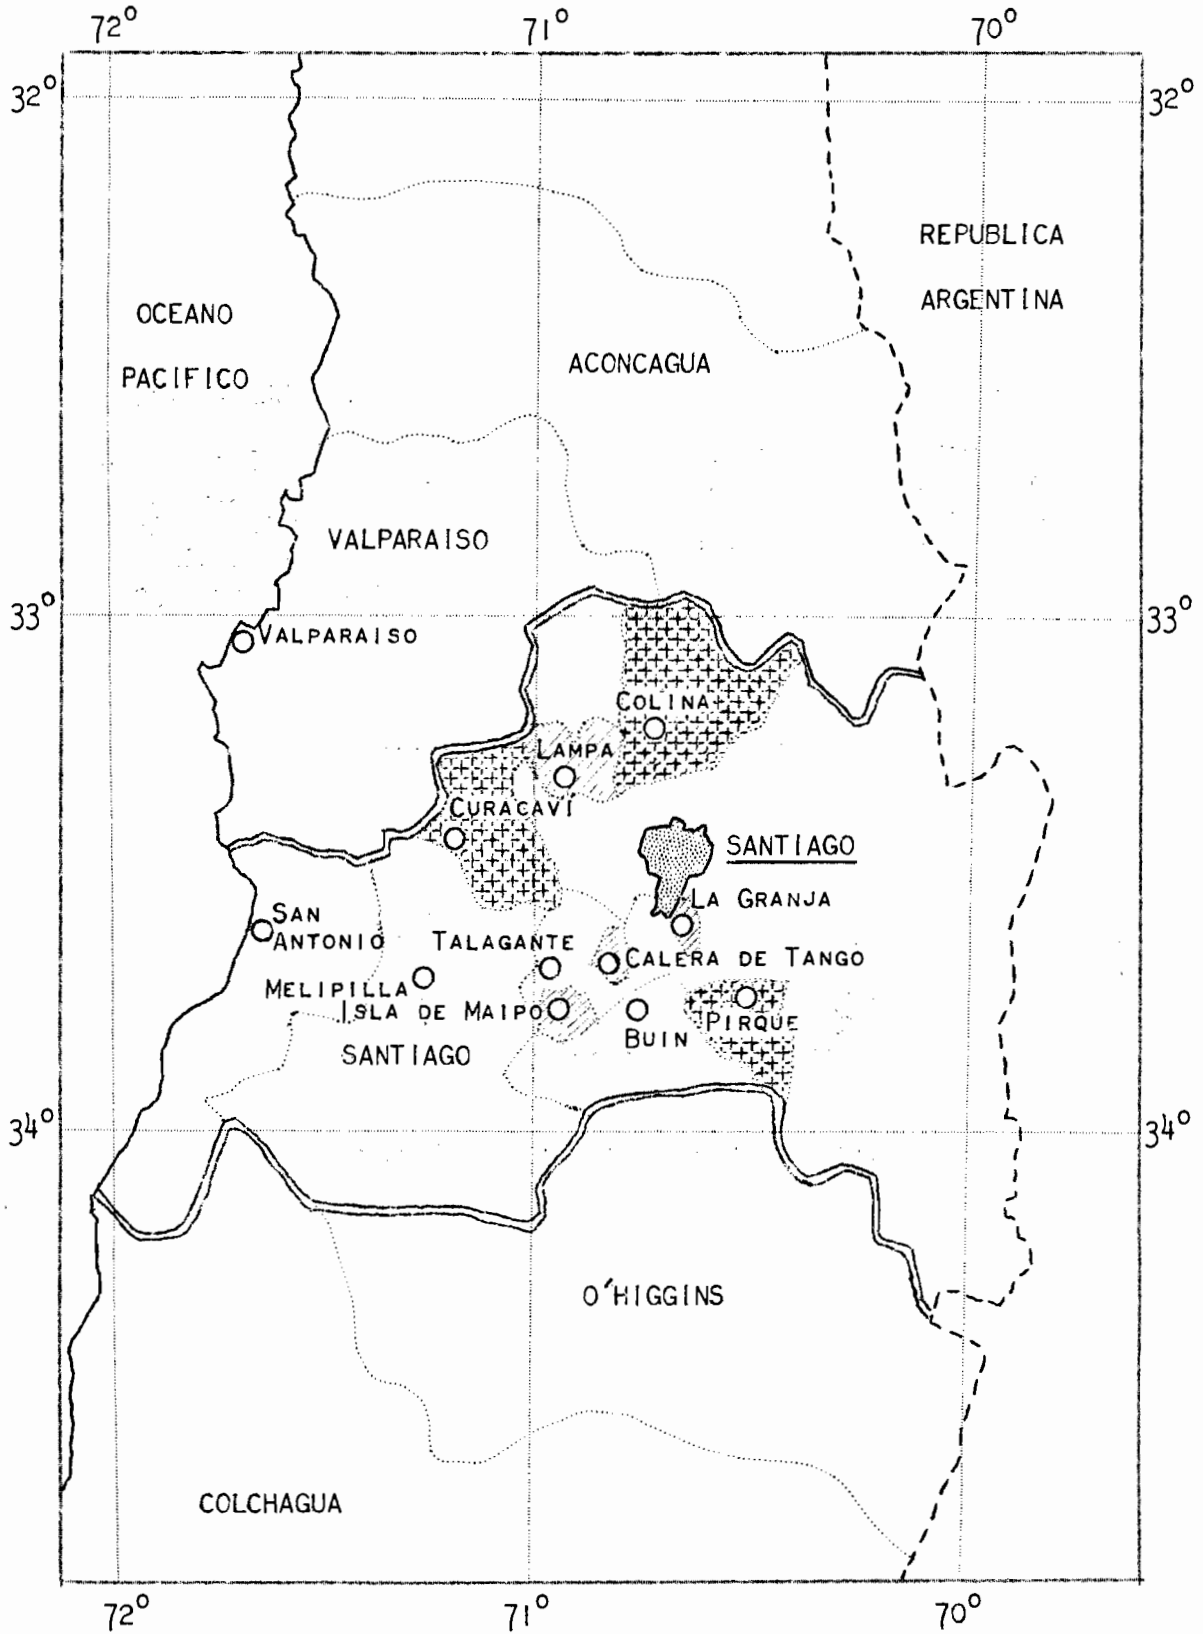 72° 71° 70°
32° 32°
REPUBLICA
ARGENTINA
OCEANO
PACIFICO
ACONCAGUA
VALPARAISO
33° 33°
VALPARAISO
COLINA
LAMPA
CURACAVÍ
SANTIAGO
LA GRANJA
SAN
ANTONIO
TALAGANTE
CALERA DE TANGO
MELIPILLA
ISLA DE MAIPO
PIRQUE
BUIN
SANTIAGO
34° 34°
O'HIGGINS
COLCHAGUA
72° 71° 70°